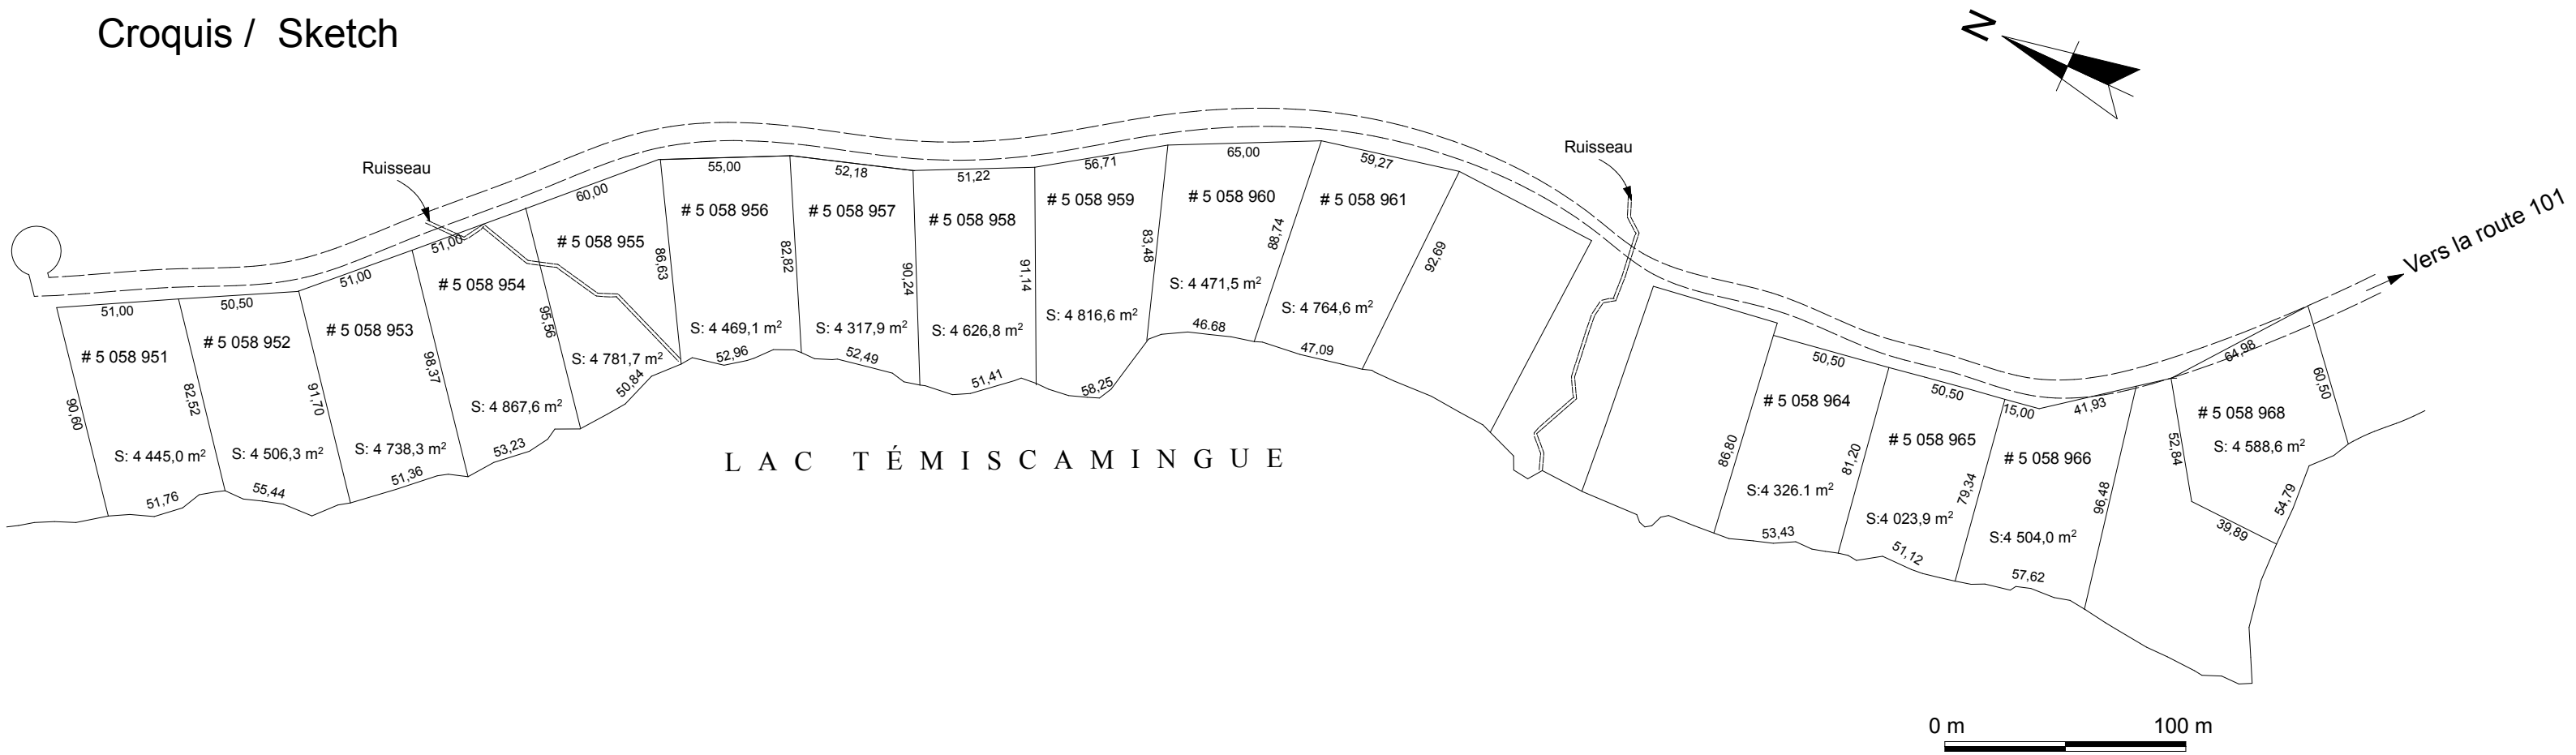 Croquis / Sketch
N
Ruisseau
Ruisseau
Vers la route 101
51,00
50,50
51,00
51,00
60,00
55,00
52,18
51,22
56,71
65,00
59,27
# 5 058 951
# 5 058 952
# 5 058 953
# 5 058 954
# 5 058 955
# 5 058 956
# 5 058 957
# 5 058 958
# 5 058 959
# 5 058 960
# 5 058 961
90,60
82,52
91,70
98,37
95,56
86,63
82,82
90,24
91,14
83,48
88,74
92,69
S: 4 445,0 m²
S: 4 506,3 m²
S: 4 738,3 m²
S: 4 867,6 m²
S: 4 781,7 m²
S: 4 469,1 m²
S: 4 317,9 m²
S: 4 626,8 m²
S: 4 816,6 m²
S: 4 471,5 m²
S: 4 764,6 m²
51,76
55,44
51,36
53,23
50,84
52,96
52,49
51,41
58,25
46.68
47,09
LAC TÉMISCAMINGUE
50,50
50,50
15,00
41,93
64,98
# 5 058 964
# 5 058 965
# 5 058 966
# 5 058 968
86,80
81,20
79,34
96,48
52,84
60,50
S:4 326.1 m²
S:4 023,9 m²
S:4 504,0 m²
S: 4 588,6 m²
53,43
51,12
57,62
39,89
54,79
0 m
100 m